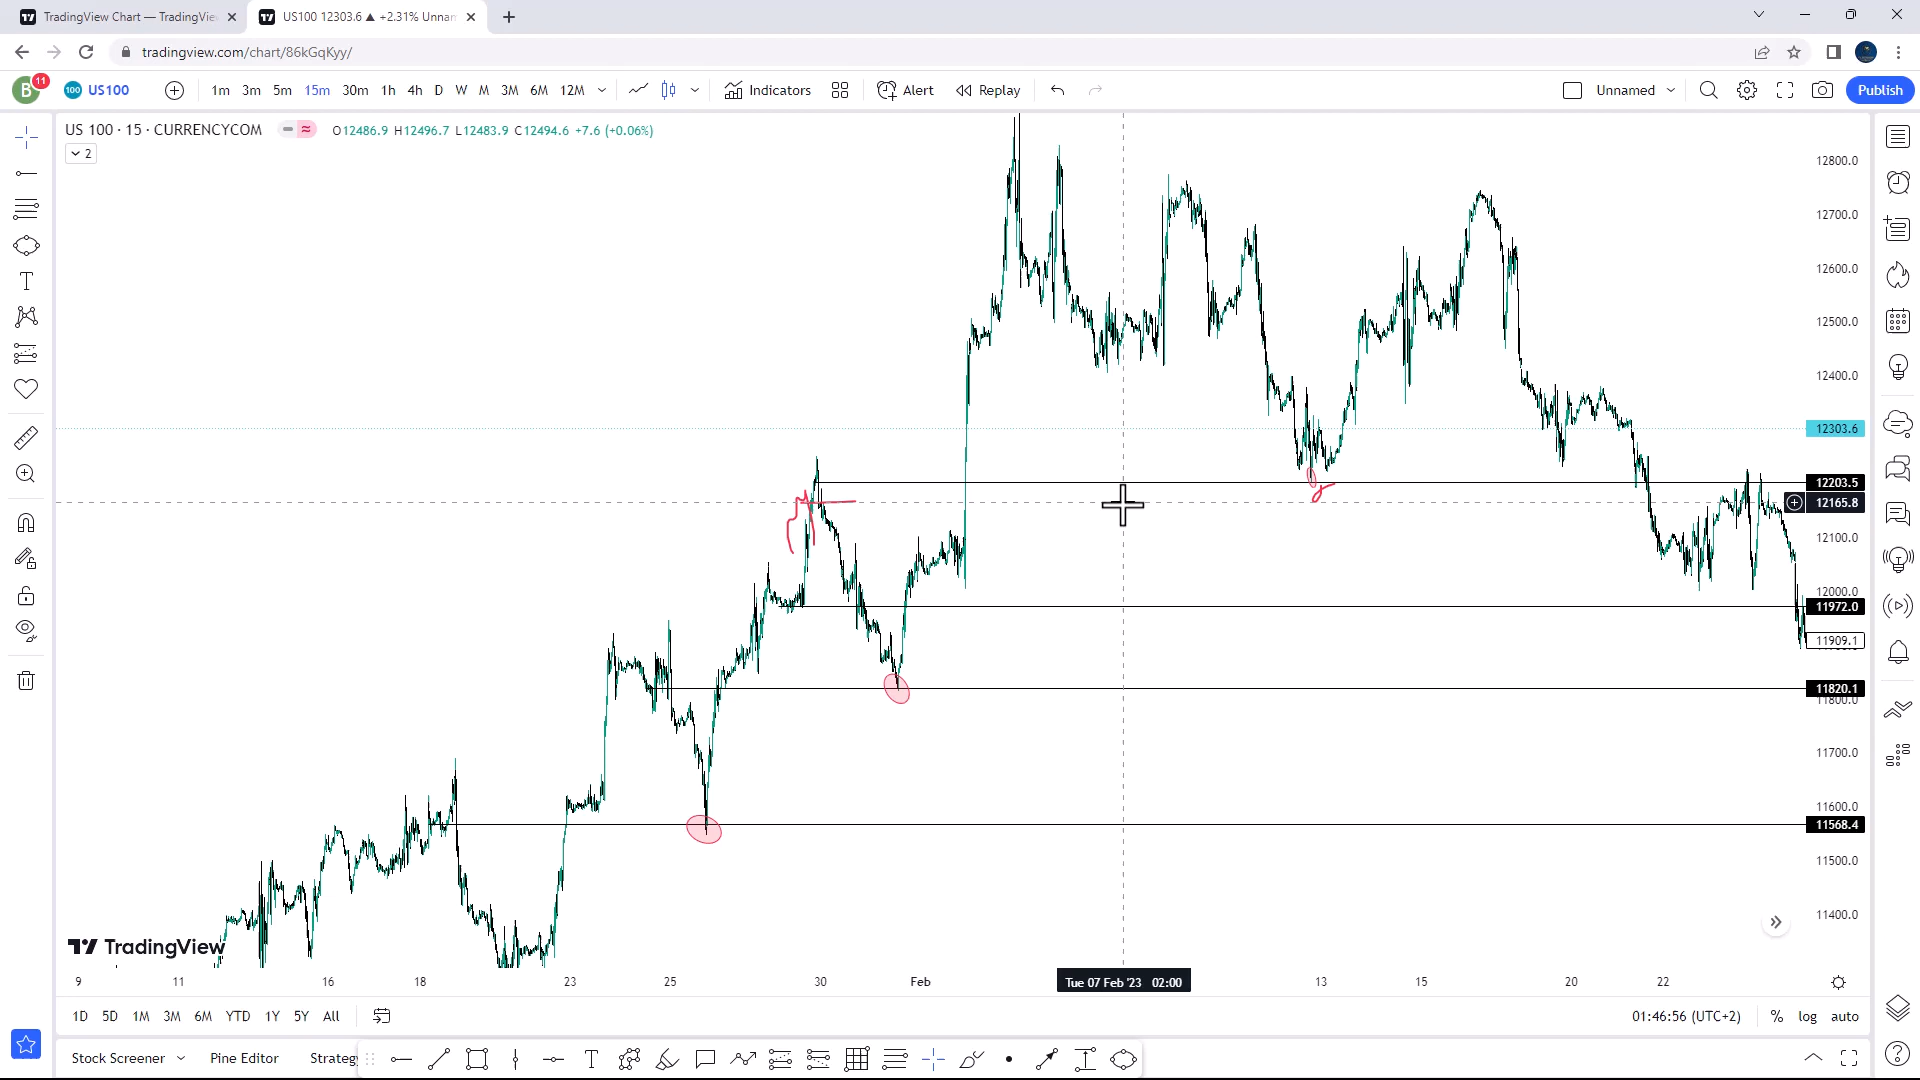 TradingView Chart — TradingVie
US100 12303.6 ▲ +2.31% Unnam
tradingview.com/chart/86kGqKyy/
B 11 100 US100 1m 3m 5m 15m 30m 1h 4h D W M 3M 6M 12M Indicators Alert Replay Unnamed Publish
US 100 · 15 · CURRENCYCOM O12486.9 H12496.7 L12483.9 C12494.6 +7.6 (+0.06%)
2
12800.0
12700.0
12600.0
12500.0
12400.0
12303.6
12203.5
12165.8
12100.0
12000.0
11972.0
11909.1
11820.1
11800.0
11700.0
11600.0
11568.4
11500.0
11400.0
TradingView
9 11 16 18 23 25 30 Feb Tue 07 Feb '23 02:00 13 15 20 22
1D 5D 1M 3M 6M YTD 1Y 5Y All 01:46:56 (UTC+2) % log auto
Stock Screener Pine Editor Strategy